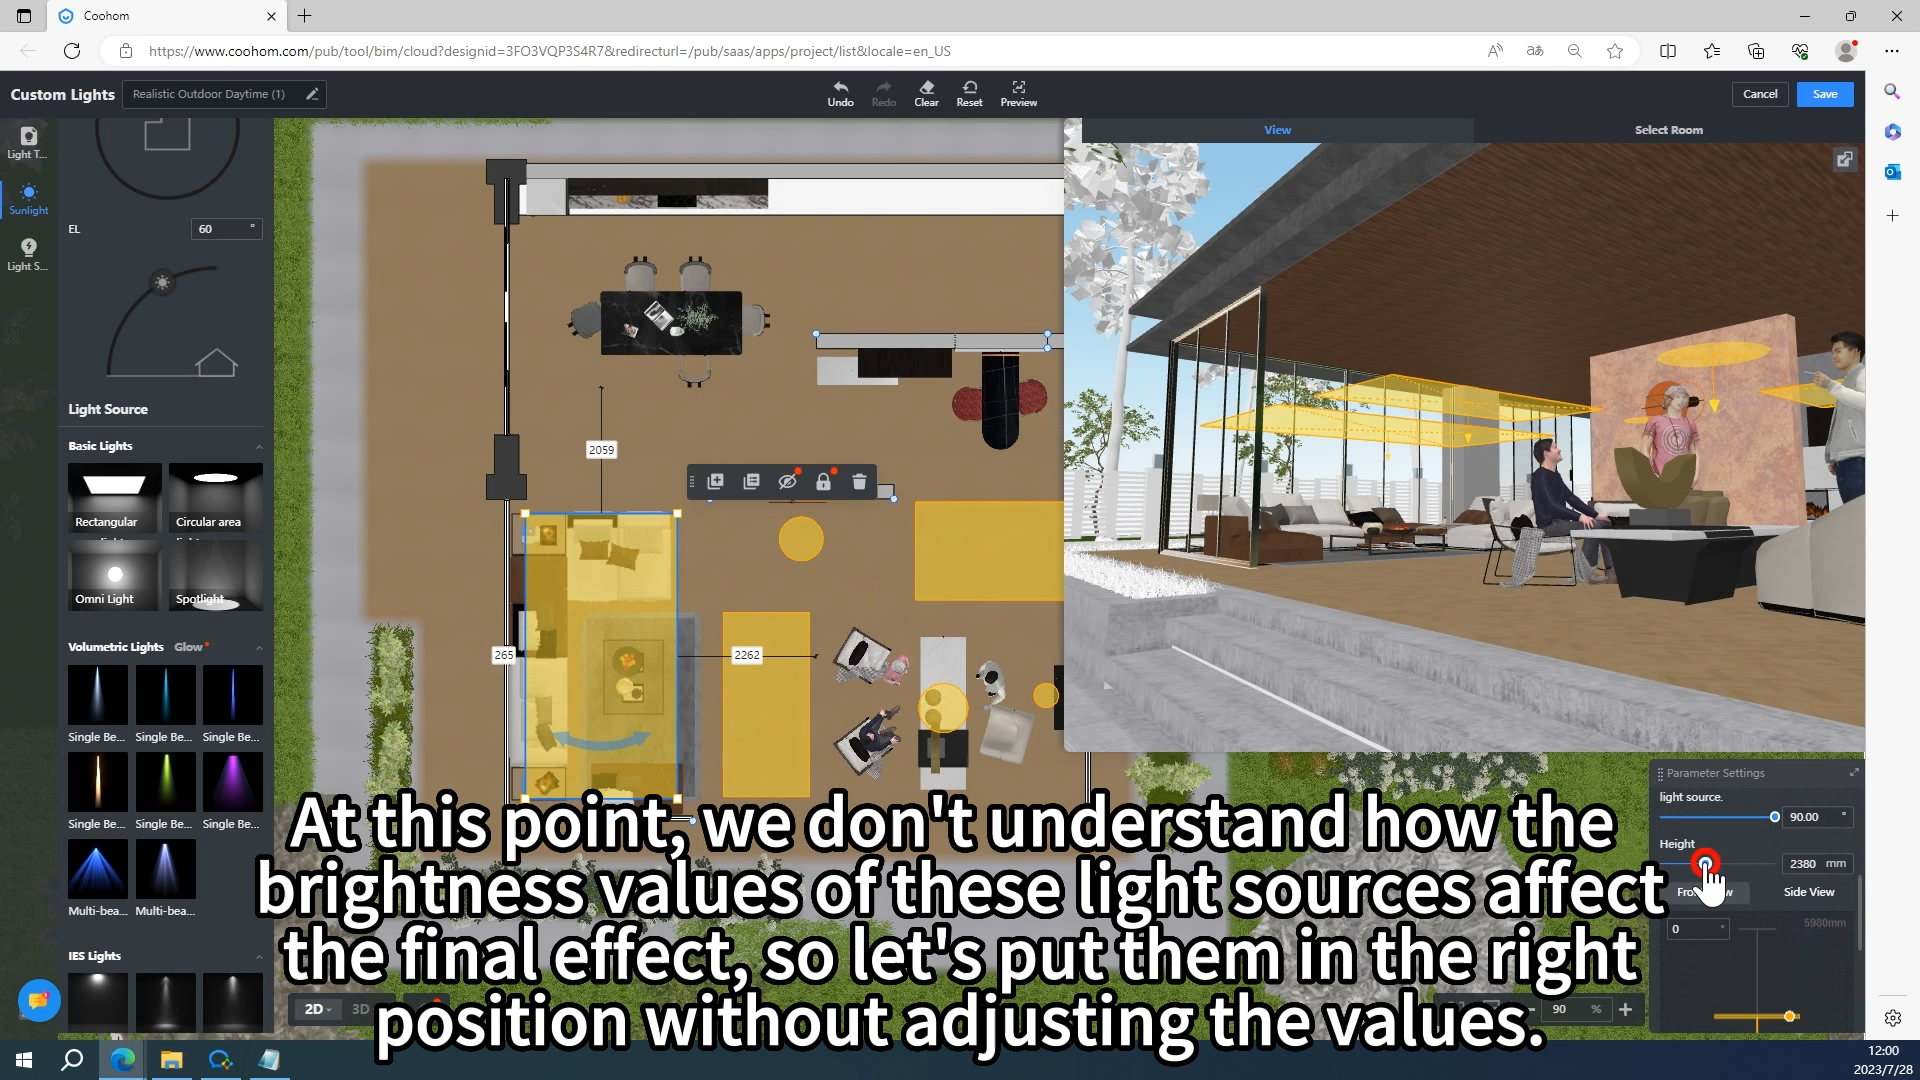 Coohom
https://www.coohom.com/pub/tool/bim/cloud?designid=3FO3VQP3S4R7&redirecturl=/pub/saas/apps/project/list&locale=en_US
Custom Lights
Realistic Outdoor Daytime (1)
Undo
Redo
Clear
Reset
Preview
Cancel
Save
View
Select Room
Light T...
Sunlight
Light S...
EL
60 °
Light Source
Basic Lights
Rectangular
Circular area
Omni Light
Spotlight
Volumetric Lights Glow
Single Be...
Single Be...
Single Be...
Single Be...
Single Be...
Single Be...
Multi-bea...
Multi-bea...
IES Lights
2059
265
2262
Parameter Settings
light source.
90.00 °
Height
2380 mm
Side View
0 °
5980mm
2D
3D
90 %
At this point, we don't understand how the
brightness values of these light sources affect
the final effect, so let's put them in the right
position without adjusting the values.
12:00
2023/7/28